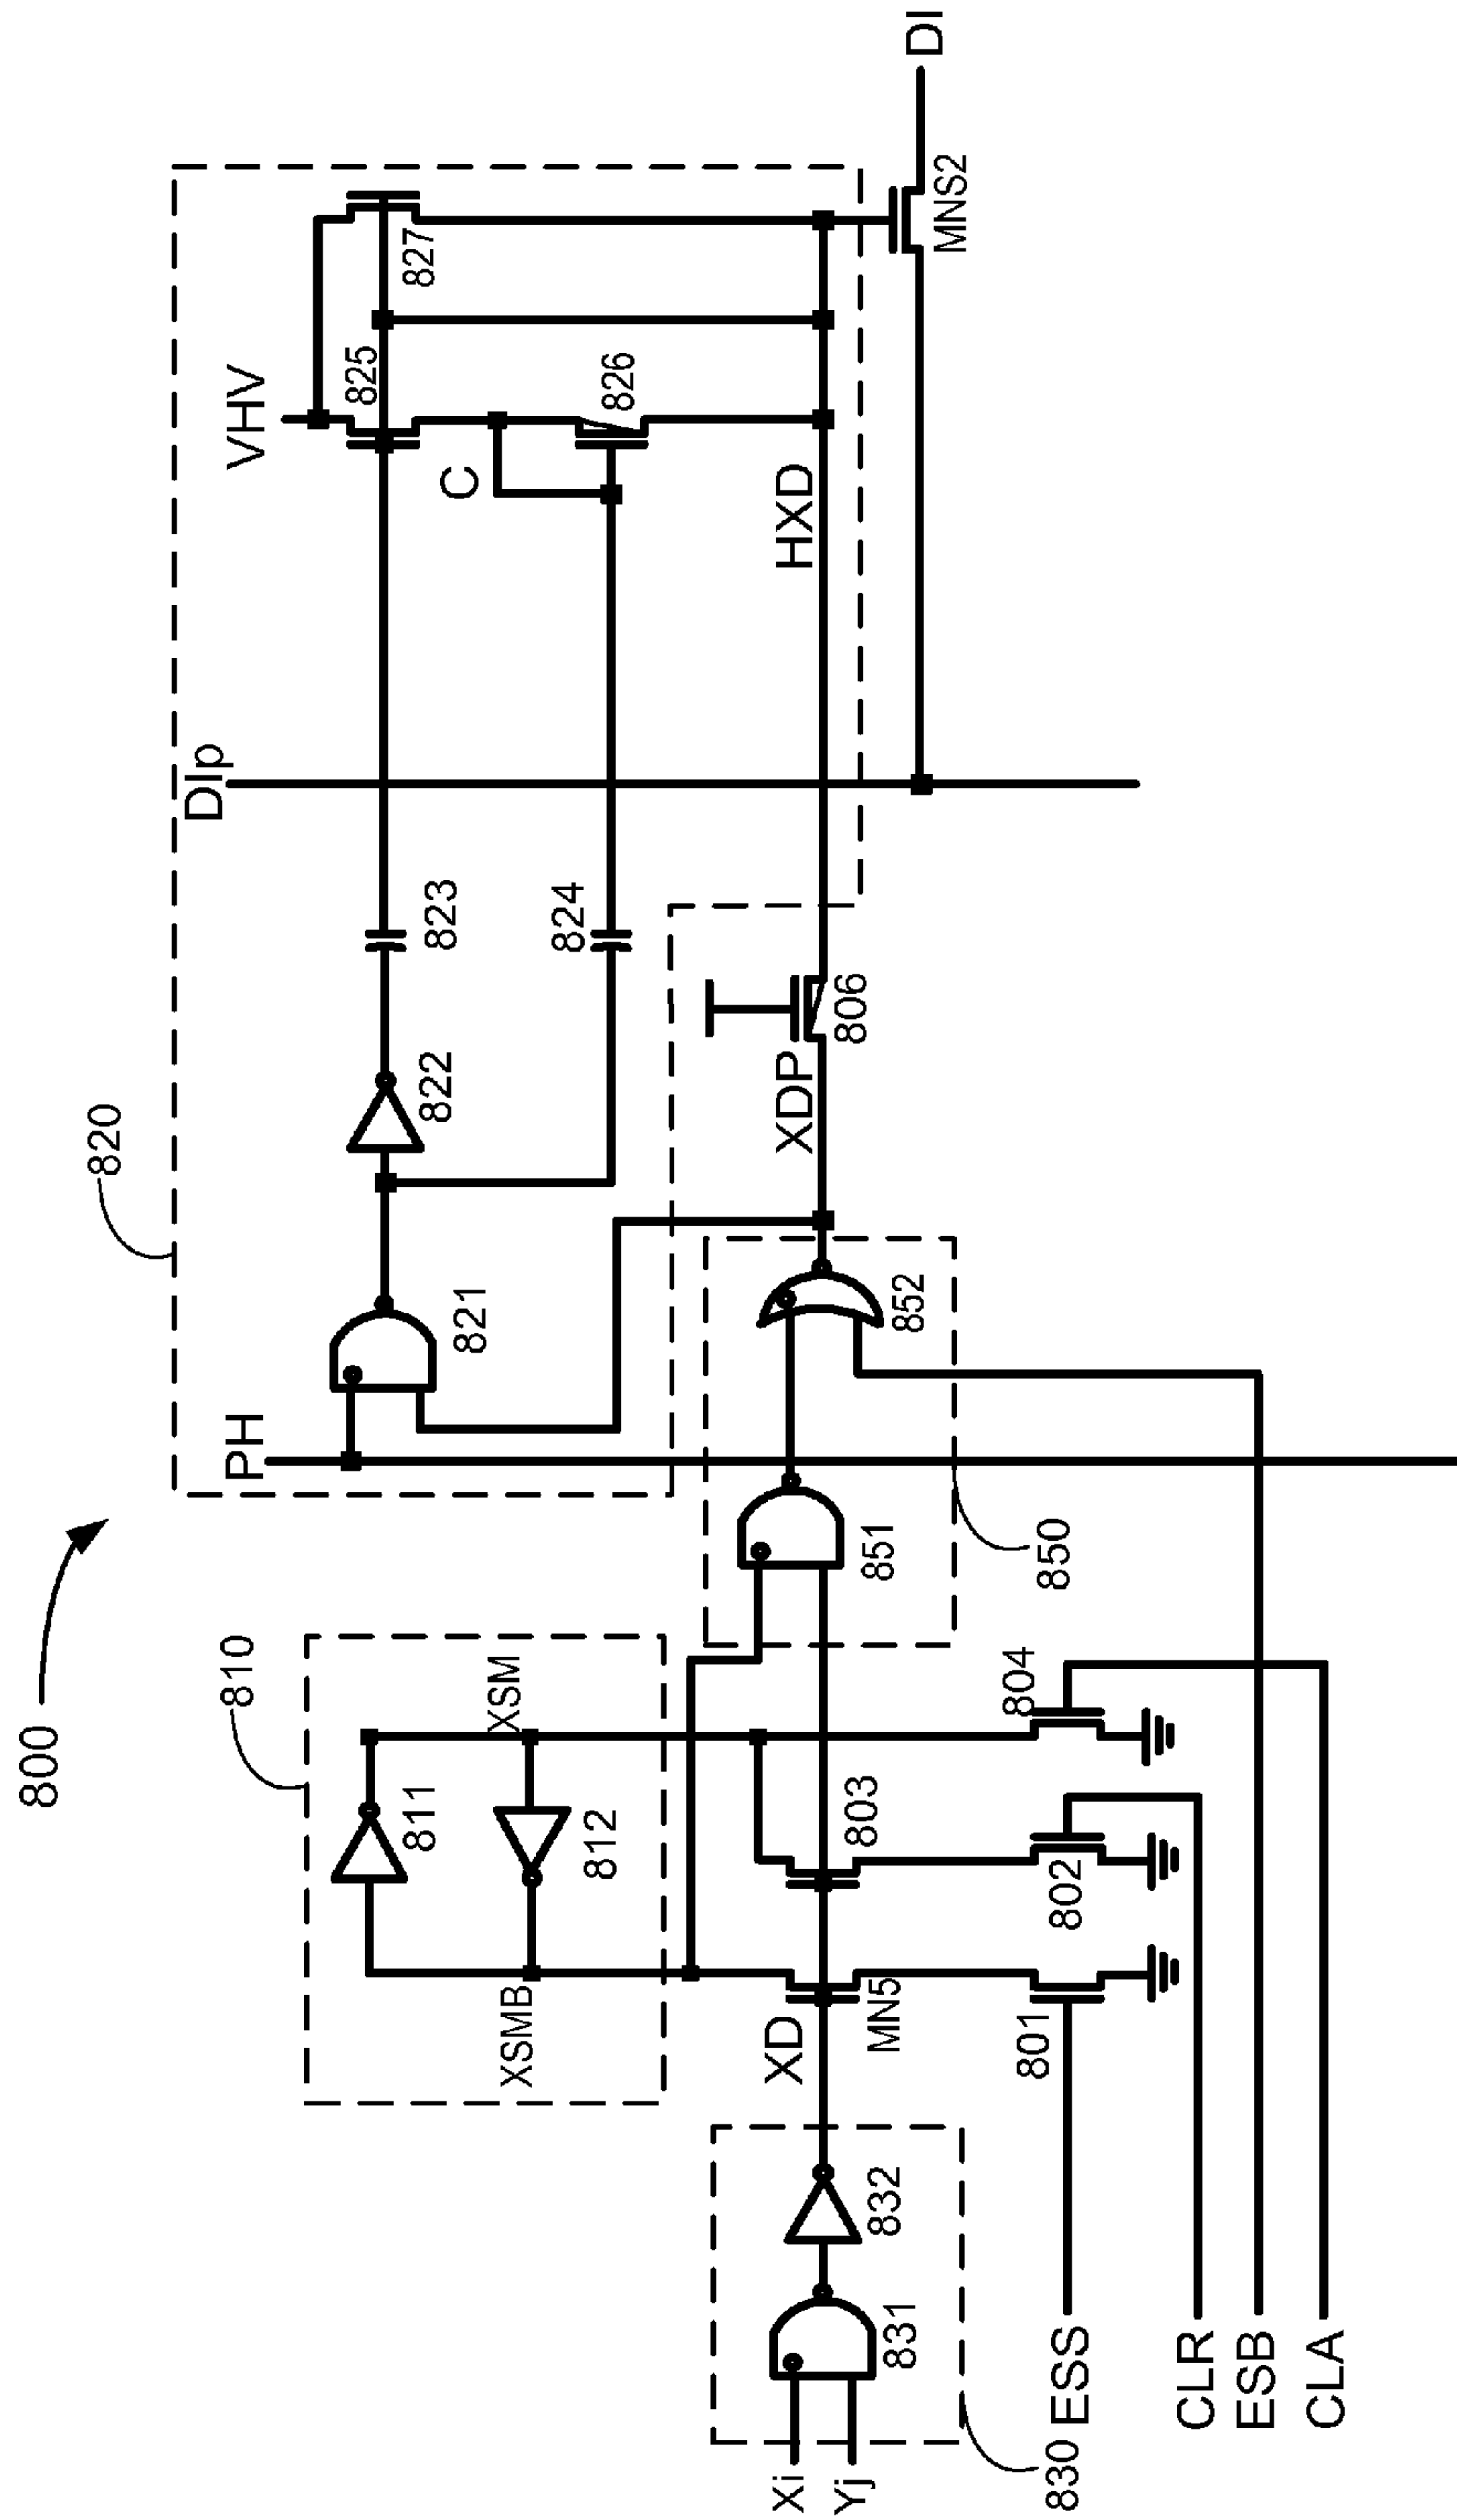 800
820
PH
DIp
VHV
DI
821
822
823
824
825
826
827
C
HXD
MNS2
XDP
806
810
811
812
XSM
XSMB
851
852
850
XD
MN5
803
804
802
801
831
832
830
Xi
Yj
ESS
CLR
ESB
CLA